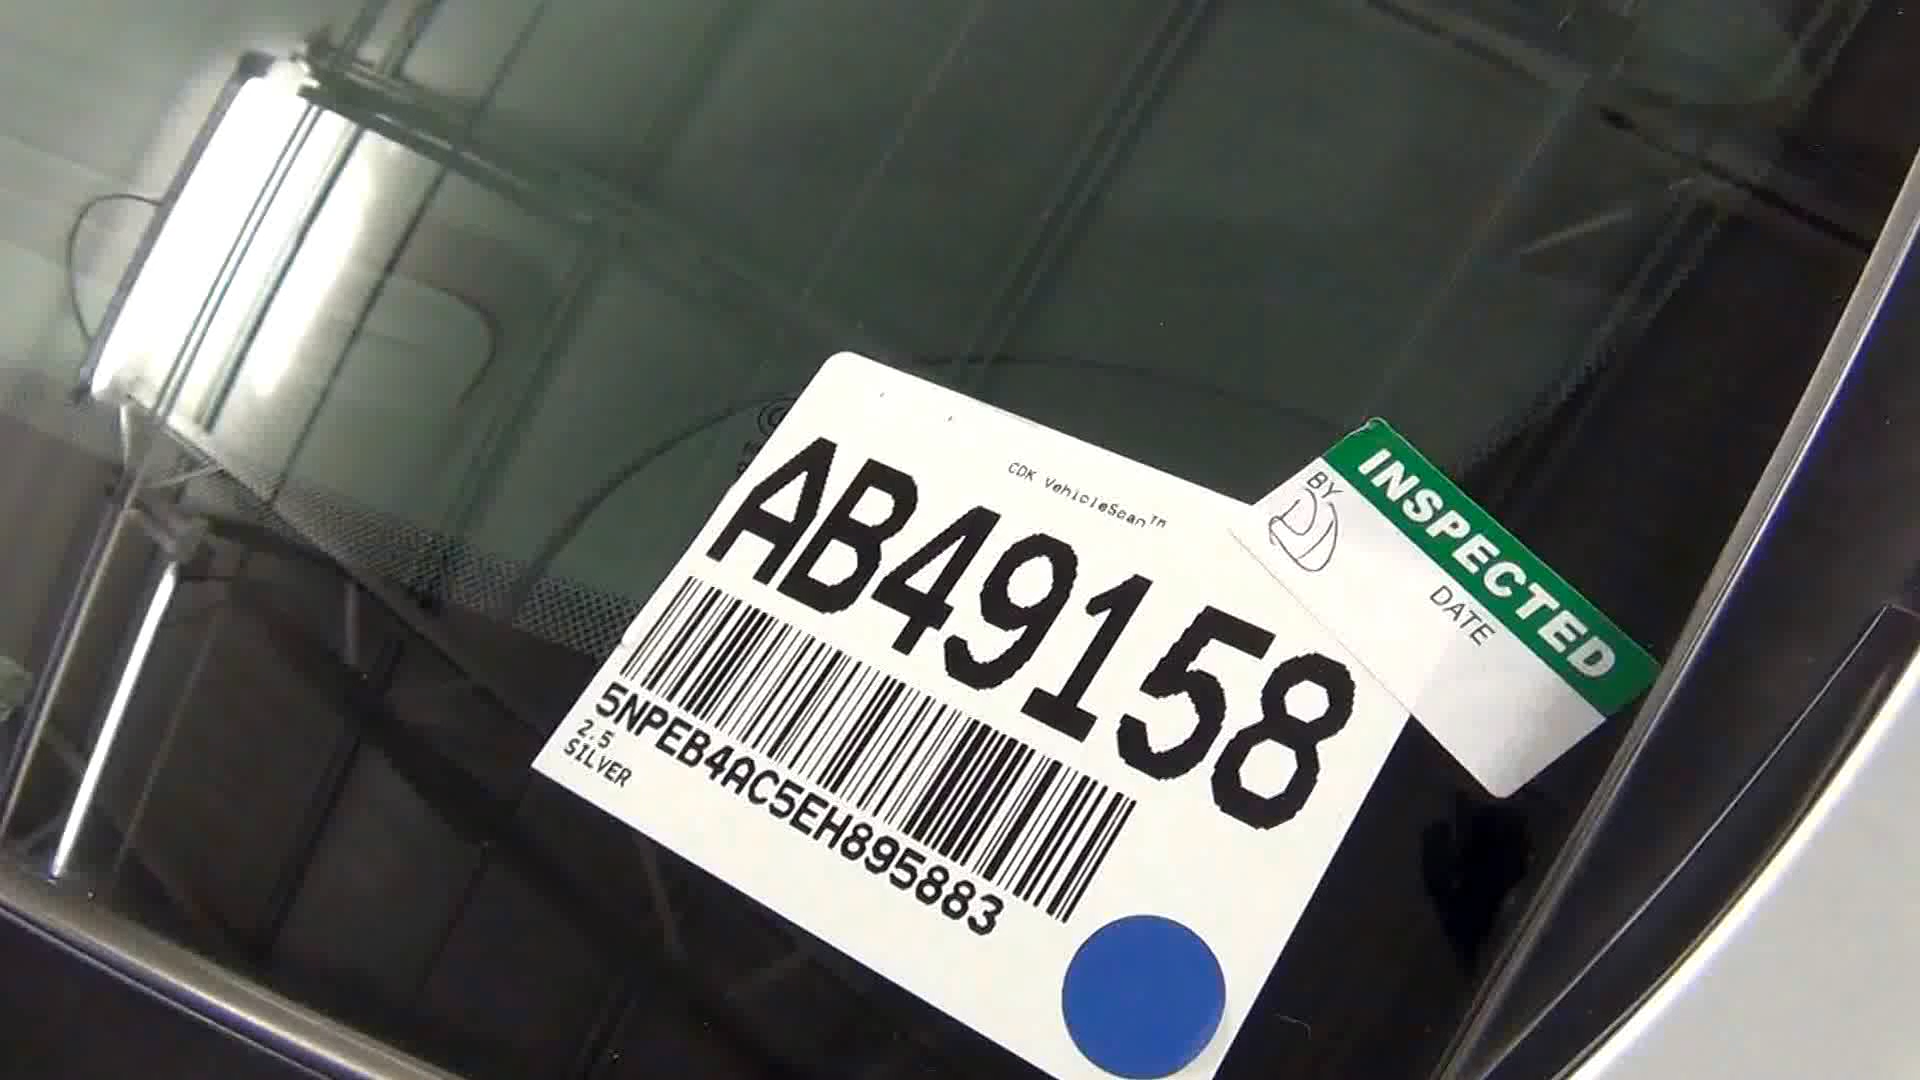 CDK VehicleScan™
AB49158
5NPEB4AC5EH895883
2.5
SILVER
INSPECTED
BY
DATE